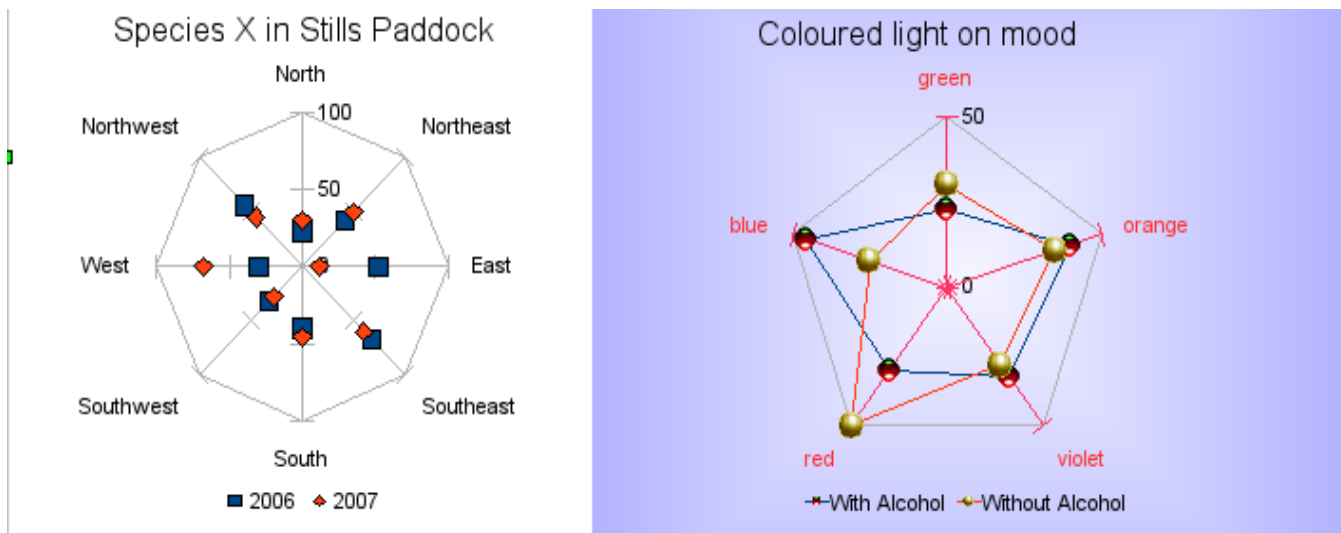 Species X in Stills Paddock
North
100
Northwest
Northeast
50
West
0
East
Southwest
Southeast
South
2006 2007
Coloured light on mood
green
50
blue
orange
0
red
violet
With Alcohol Without Alcohol